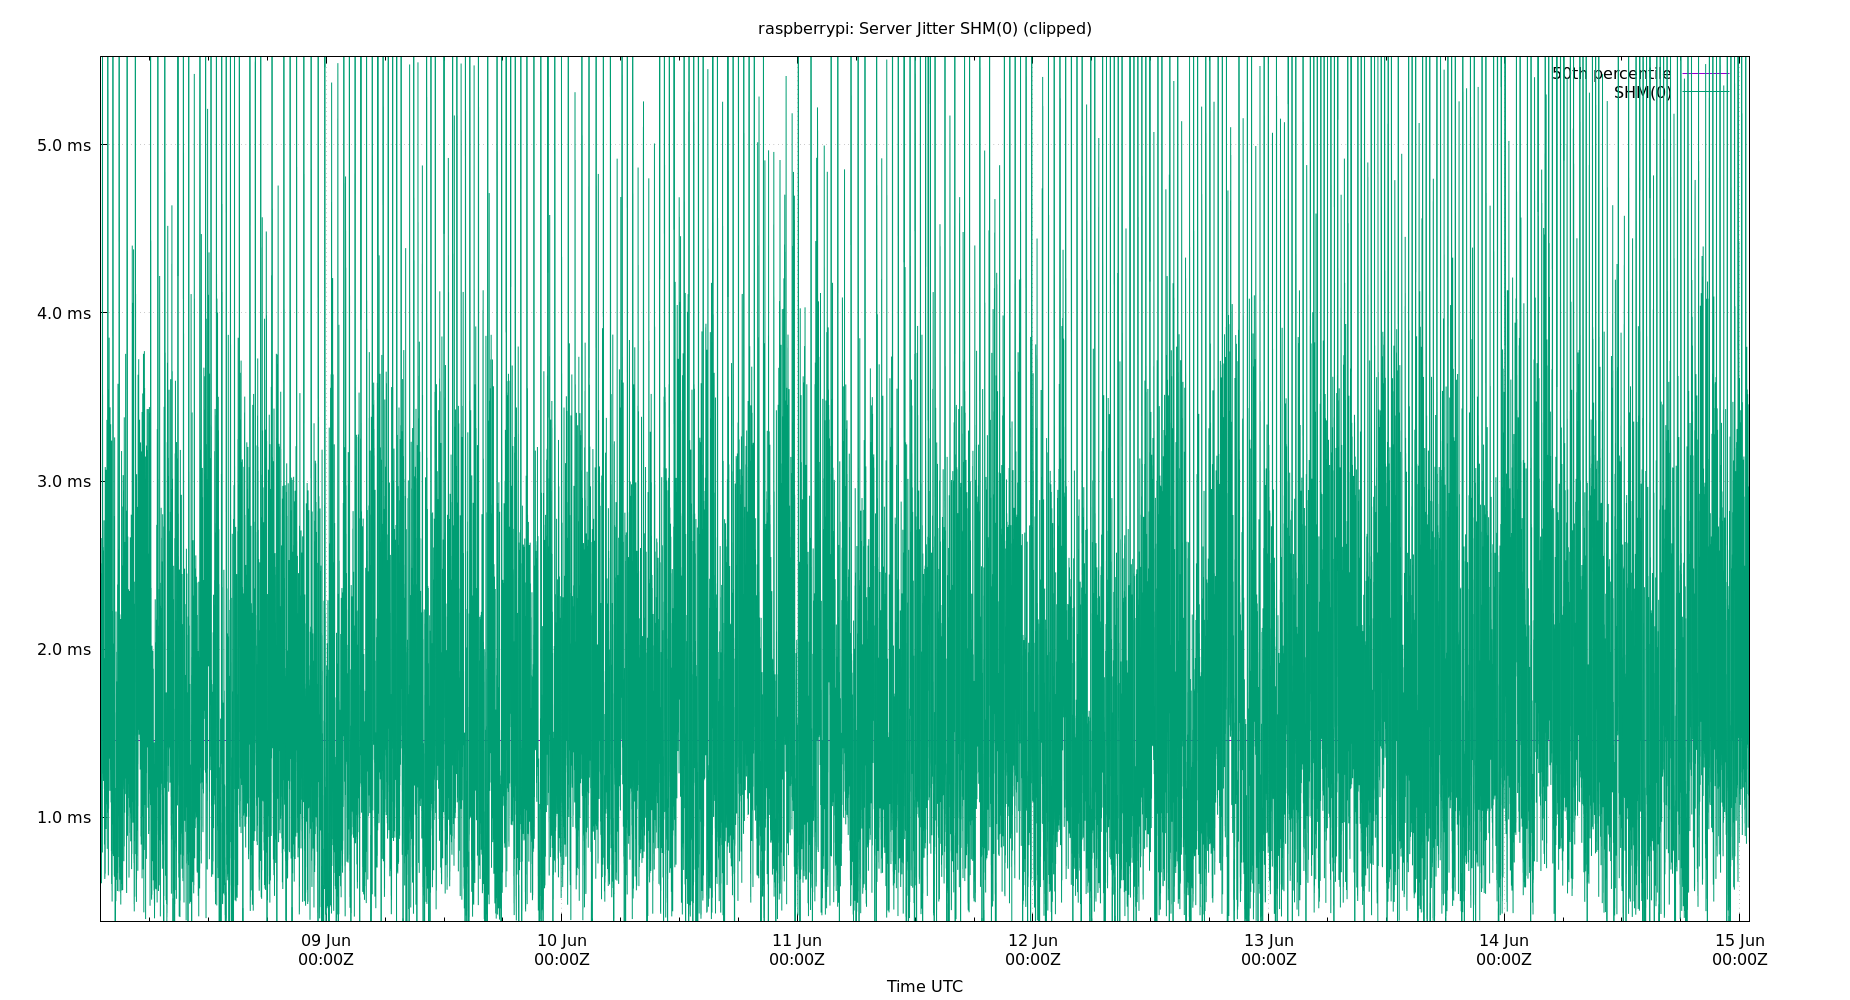 raspberrypi: Server Jitter SHM(0) (clipped)
50th percentile
SHM(0)
5.0 ms
4.0 ms
3.0 ms
2.0 ms
1.0 ms
09 Jun 10 Jun 11 Jun 12 Jun 13 Jun 14 Jun 15 Jun
00:00Z 00:00Z 00:00Z 00:00Z 00:00Z 00:00Z 00:00Z
Time UTC